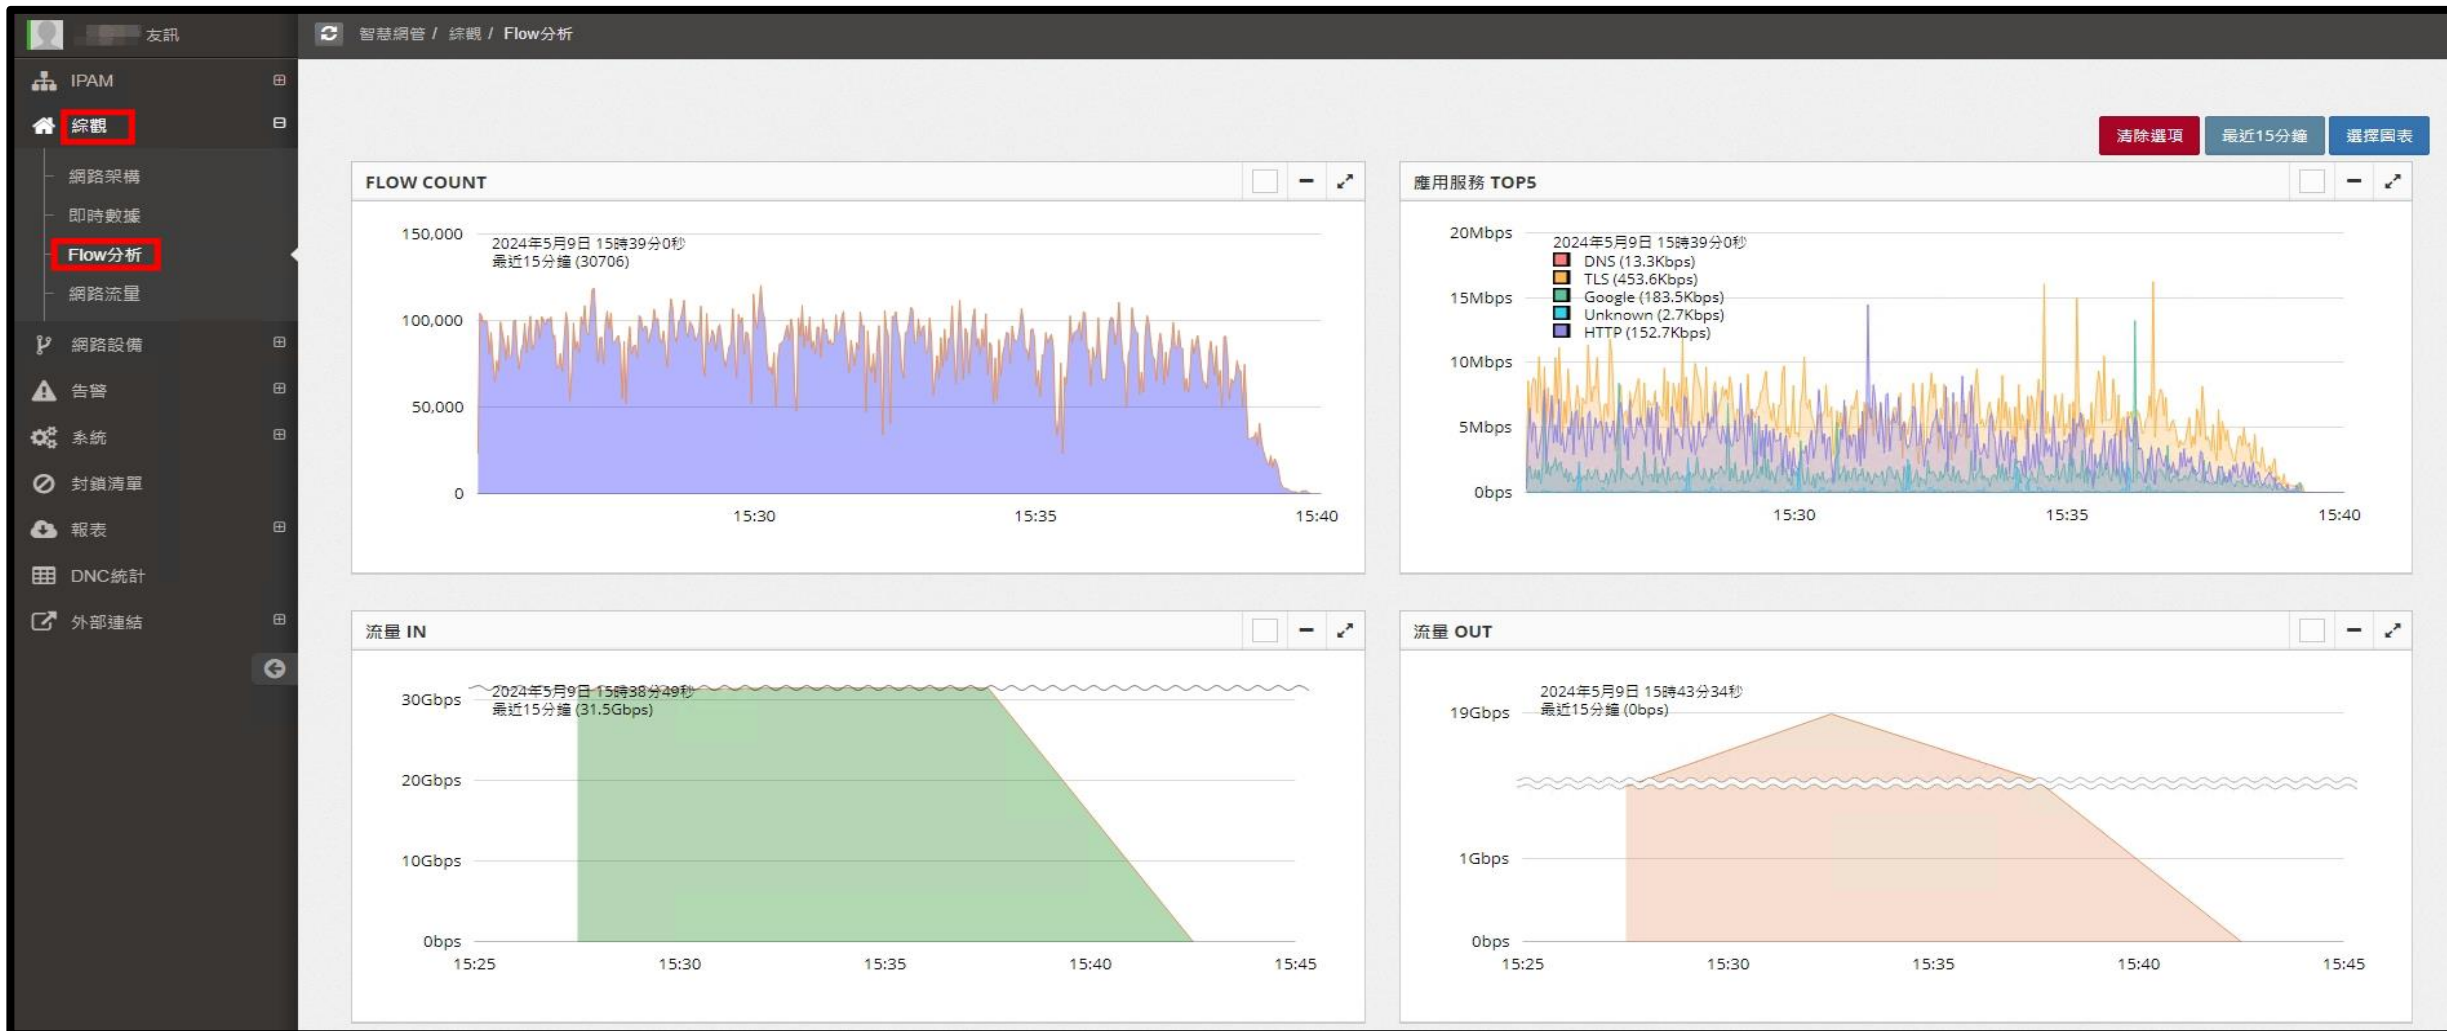 友訊
智慧網管 / 綜觀 / Flow分析
IPAM
綜觀
網路架構
即時數據
Flow分析
網路流量
網路設備
告警
系統
封鎖清單
報表
DNC統計
外部連結
清除選項
最近15分鐘
選擇圖表
FLOW COUNT
150,000
100,000
50,000
0
2024年5月9日 15時39分0秒
最近15分鐘 (30706)
15:30
15:35
15:40
應用服務 TOP5
20Mbps
15Mbps
10Mbps
5Mbps
0bps
2024年5月9日 15時39分0秒
DNS (13.3Kbps)
TLS (453.6Kbps)
Google (183.5Kbps)
Unknown (2.7Kbps)
HTTP (152.7Kbps)
15:30
15:35
15:40
流量 IN
30Gbps
20Gbps
10Gbps
0bps
2024年5月9日 15時38分49秒
最近15分鐘 (31.5Gbps)
15:25
15:30
15:35
15:40
15:45
流量 OUT
19Gbps
1Gbps
0bps
2024年5月9日 15時43分34秒
最近15分鐘 (0bps)
15:25
15:30
15:35
15:40
15:45